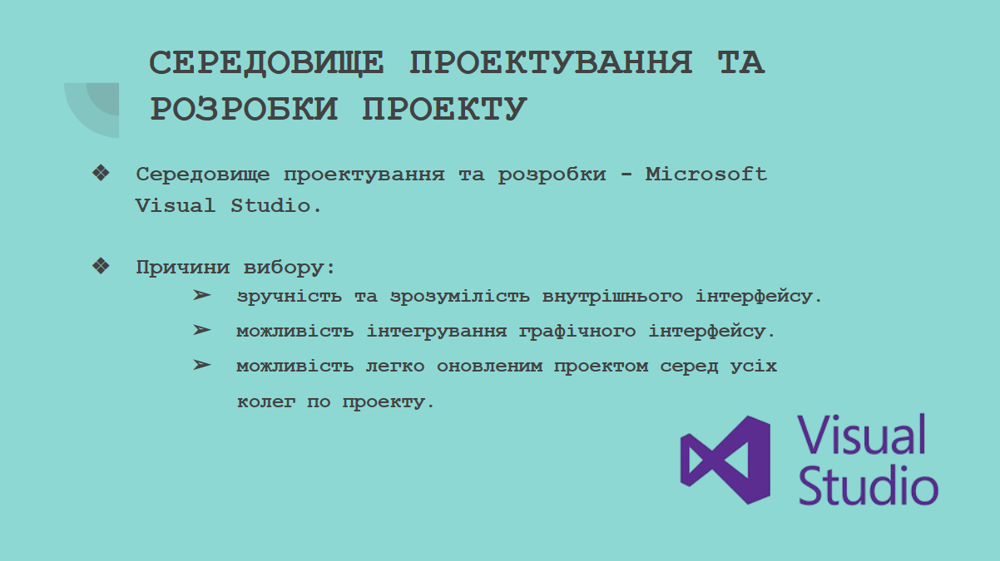 СЕРЕДОВИЩЕ ПРОЕКТУВАННЯ ТА
РОЗРОБКИ ПРОЕКТУ
❖ Середовище проектування та розробки – Microsoft
Visual Studio.
❖ Причини вибору:
➢ зручність та зрозумілість внутрішнього інтерфейсу.
➢ можливість інтегрування графічного інтерфейсу.
➢ можливість легко оновленим проектом серед усіх
колег по проекту.
Visual
Studio